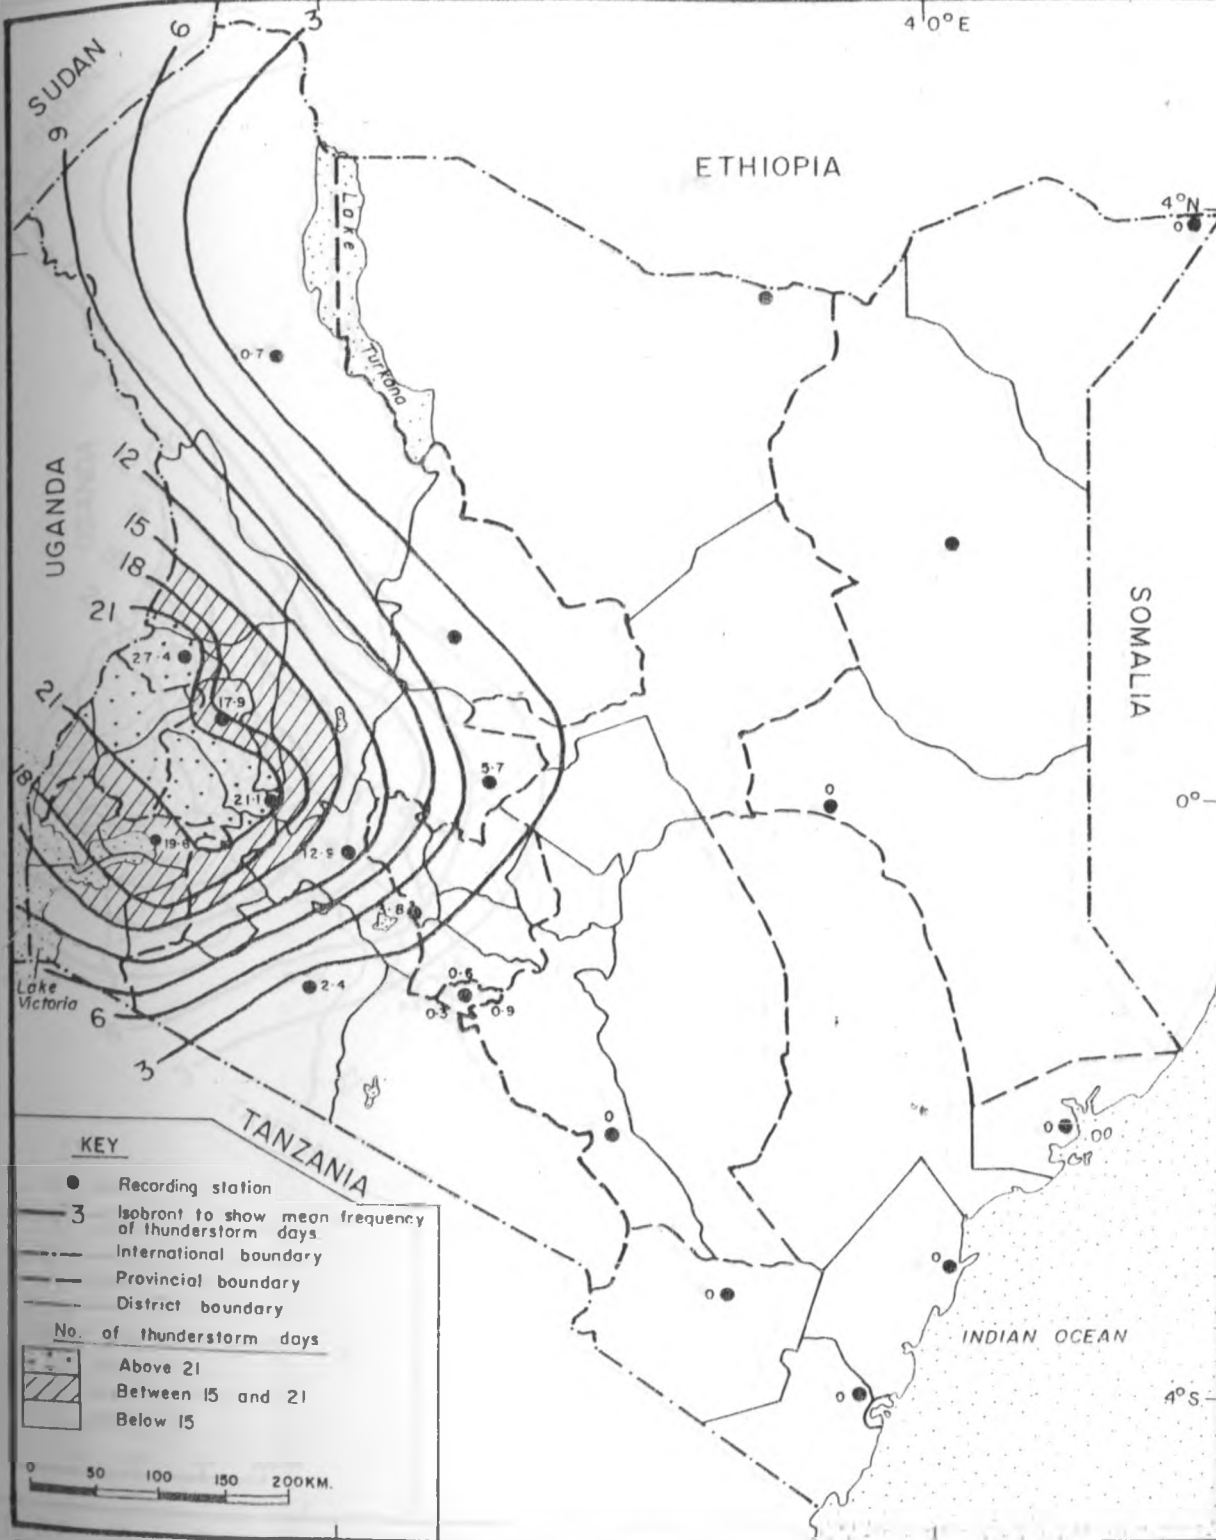 3
40°E
6
SUDAN
9
ETHIOPIA
Lake
4°N
0
0·7
Turkana
12
UGANDA
15
18
SOMALIA
21
27·4
21
17·9
5·7
18
0
0°
21·1
19·8
12·9
2·4
0·6
0·3
0·9
Lake
Victoria
6
3
0
0
TANZANIA
KEY
Recording station
3
Isobront to show mean frequency
of thunderstorm days
International boundary
Provincial boundary
District boundary
No. of thunderstorm days
Above 21
Between 15 and 21
Below 15
0
0
INDIAN OCEAN
0
4°S
0 50 100 150 200KM.